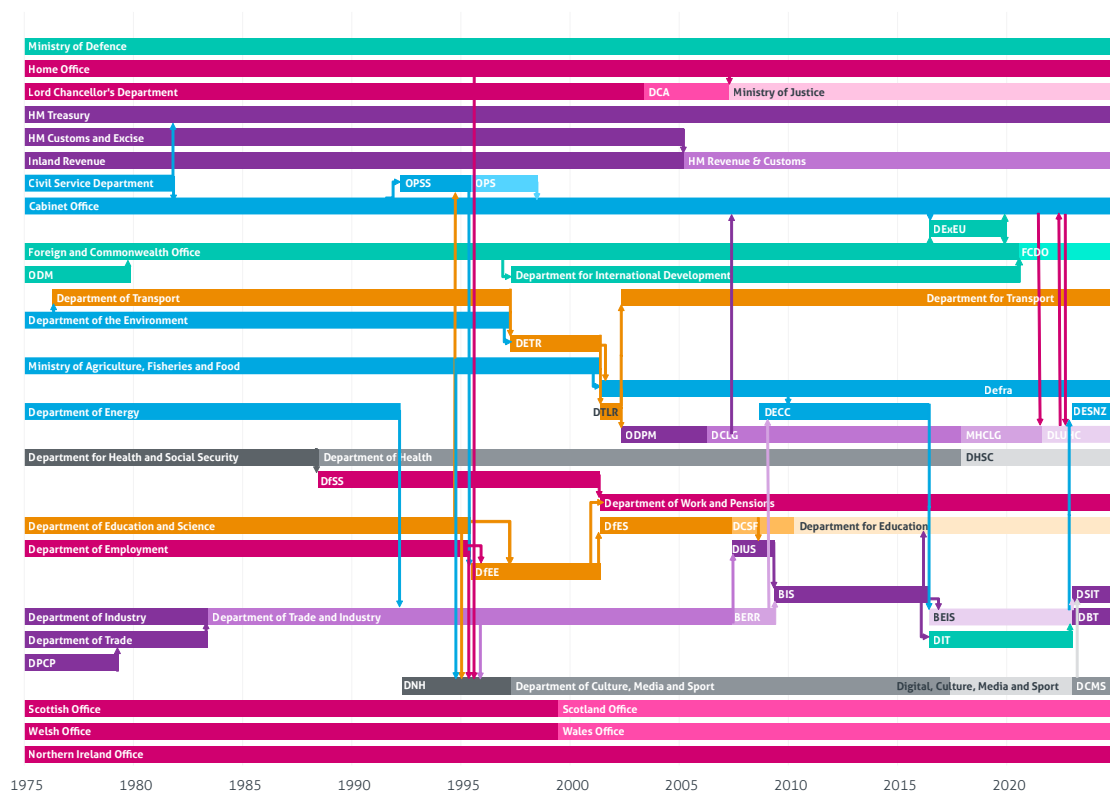 Ministry of Defence
Home Office
Lord Chancellor's Department DCA Ministry of Justice
HM Treasury
HM Customs and Excise
Inland Revenue HM Revenue & Customs
Civil Service Department OPSS OPS
Cabinet Office
DExEU
Foreign and Commonwealth Office FCDO
ODM Department for International Development
Department of Transport Department for Transport
Department of the Environment
DETR
Ministry of Agriculture, Fisheries and Food
Defra
Department of Energy DTLR DECC DESNZ
ODPM DCLG MHCLG DLUHC
Department for Health and Social Security Department of Health DHSC
DfSS
Department of Work and Pensions
Department of Education and Science DfES DCSF Department for Education
Department of Employment DIUS
DfEE
BIS DSIT
Department of Industry Department of Trade and Industry BERR BEIS DBT
Department of Trade DIT
DPCP
DNH Department of Culture, Media and Sport Digital, Culture, Media and Sport DCMS
Scottish Office Scotland Office
Welsh Office Wales Office
Northern Ireland Office
1975 1980 1985 1990 1995 2000 2005 2010 2015 2020